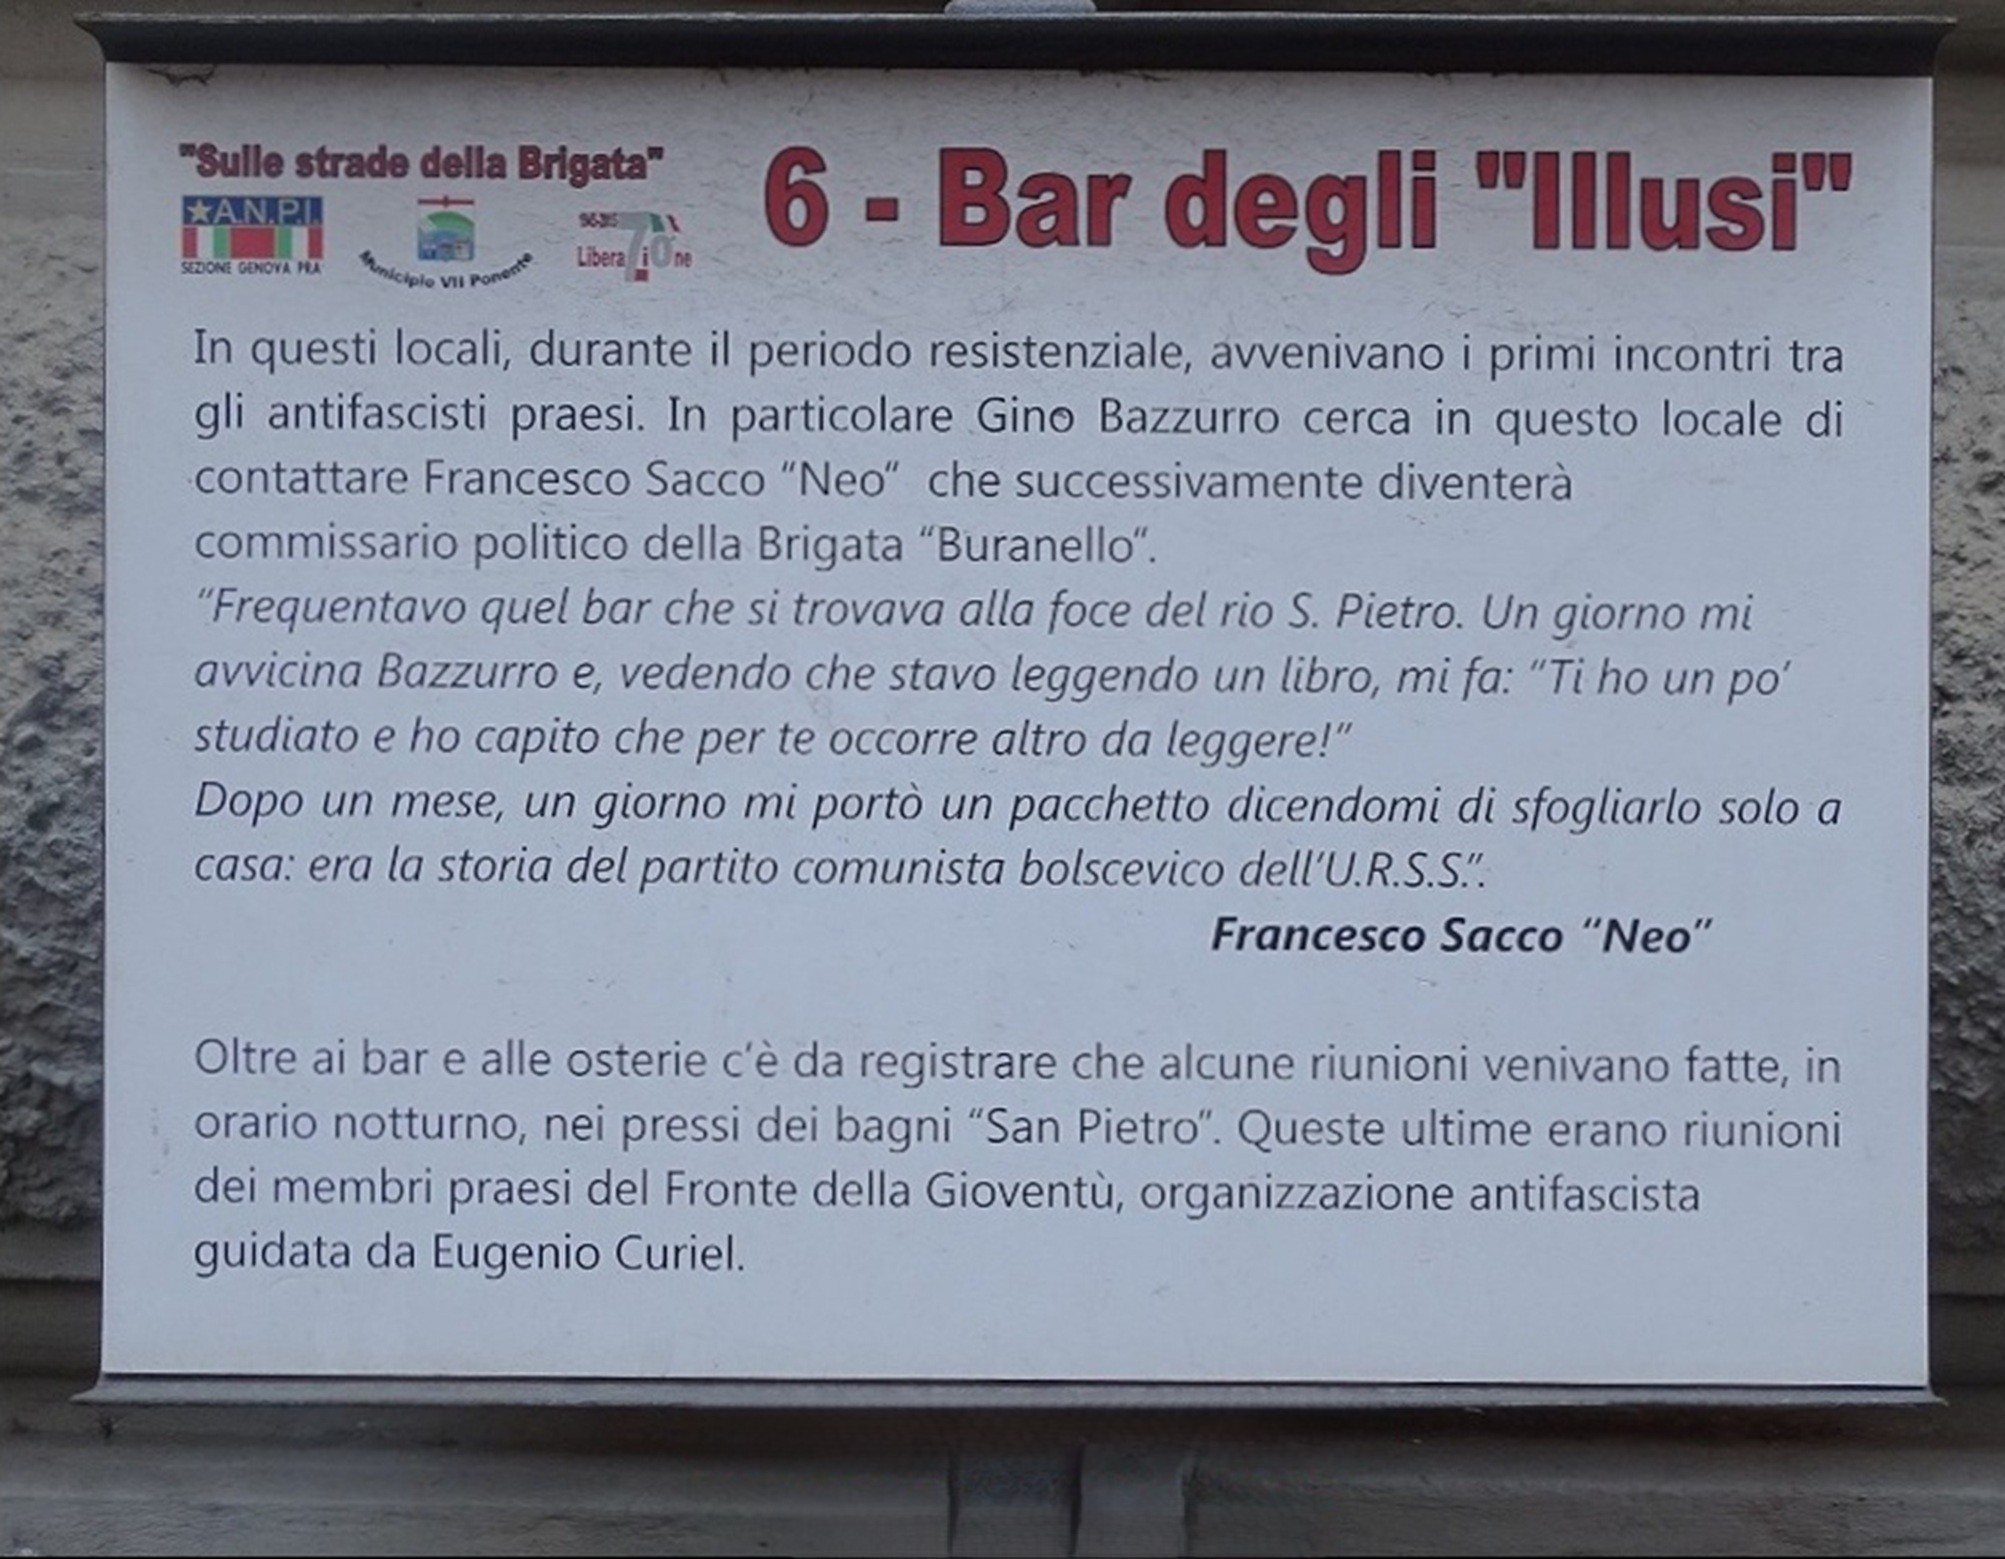 "Sulle strade della Brigata"
6 - Bar degli "Illusi"
A.N.P.I.
SEZIONE GENOVA PRA'
Municipio VII Ponente
70
Liberazione
In questi locali, durante il periodo resistenziale, avvenivano i primi incontri tra
gli antifascisti praesi. In particolare Gino Bazzurro cerca in questo locale di
contattare Francesco Sacco “Neo“ che successivamente diventerà
commissario politico della Brigata “Buranello“.
“Frequentavo quel bar che si trovava alla foce del rio S. Pietro. Un giorno mi
avvicina Bazzurro e, vedendo che stavo leggendo un libro, mi fa: “Ti ho un po’
studiato e ho capito che per te occorre altro da leggere!”
Dopo un mese, un giorno mi portò un pacchetto dicendomi di sfogliarlo solo a
casa: era la storia del partito comunista bolscevico dell’U.R.S.S.”.
Francesco Sacco “Neo”
Oltre ai bar e alle osterie c’è da registrare che alcune riunioni venivano fatte, in
orario notturno, nei pressi dei bagni “San Pietro”. Queste ultime erano riunioni
dei membri praesi del Fronte della Gioventù, organizzazione antifascista
guidata da Eugenio Curiel.